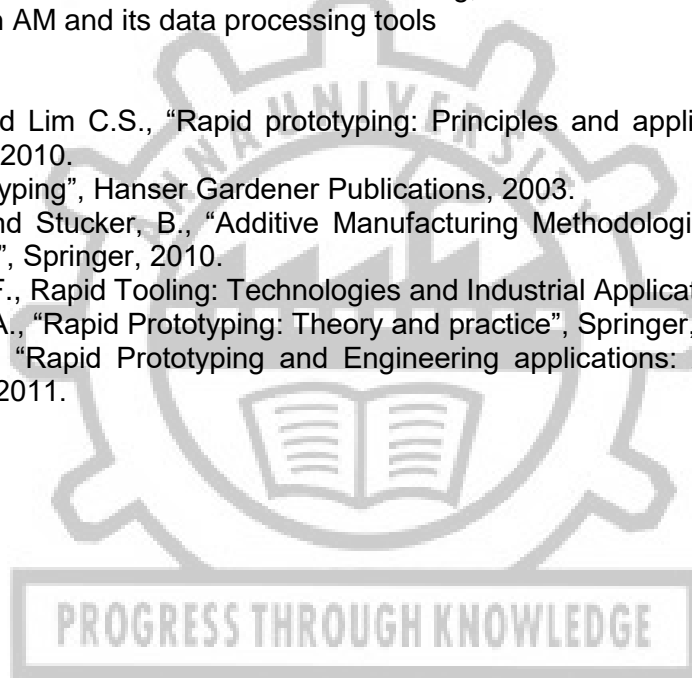 AM and its data processing tools
d Lim C.S., “Rapid prototyping: Principles and appli
2010.
yping”, Hanser Gardener Publications, 2003.
nd Stucker, B., “Additive Manufacturing Methodologi
”, Springer, 2010.
F., Rapid Tooling: Technologies and Industrial Applicat
A., “Rapid Prototyping: Theory and practice”, Springer,
“Rapid Prototyping and Engineering applications:
2011.
ANNA UNIVERSITY
PROGRESS THROUGH KNOWLEDGE